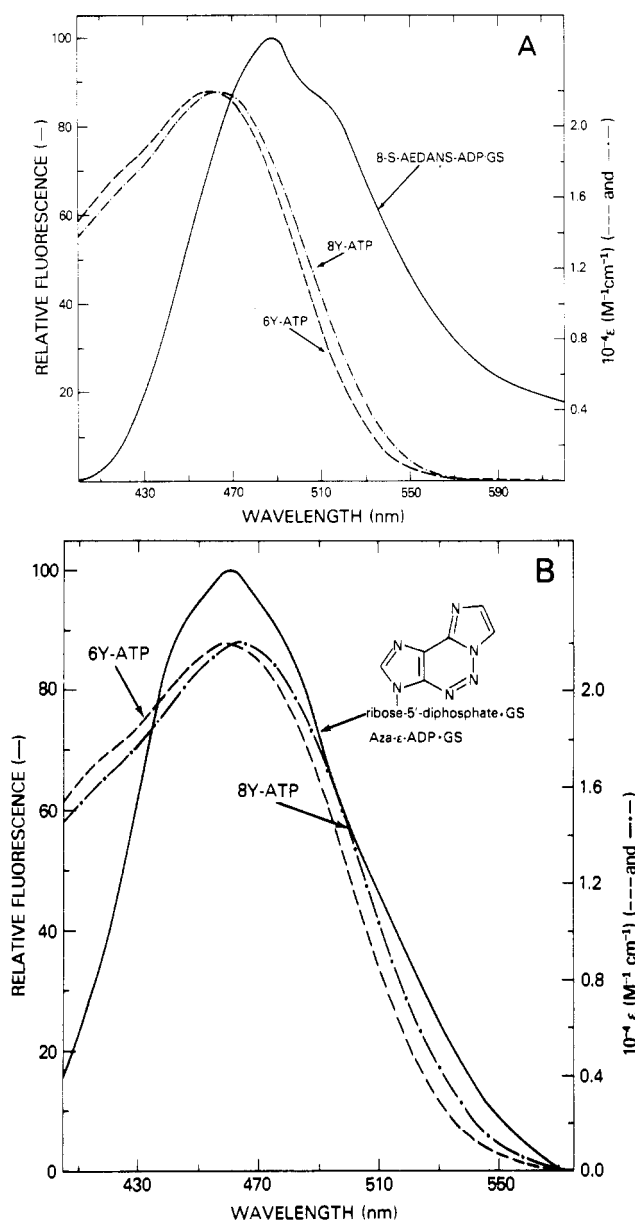 A
100
80
60
40
20
RELATIVE FLUORESCENCE (—)
2.0
1.6
1.2
0.8
0.4
10⁻⁴ε (M⁻¹cm⁻¹) (--- and —·—)
8-S-AEDANS-ADP·GS
8Y-ATP
6Y-ATP
430 470 510 550 590
WAVELENGTH (nm)
B
100
80
60
40
20
0
RELATIVE FLUORESCENCE (—)
2.0
1.6
1.2
0.8
0.4
0.0
10⁻⁴ ε (M⁻¹ cm⁻¹) (--- and —·—)
6Y-ATP
8Y-ATP
N N N N N N
ribose-5'-diphosphate·GS
Aza-ε-ADP·GS
430 470 510 550
WAVELENGTH (nm)